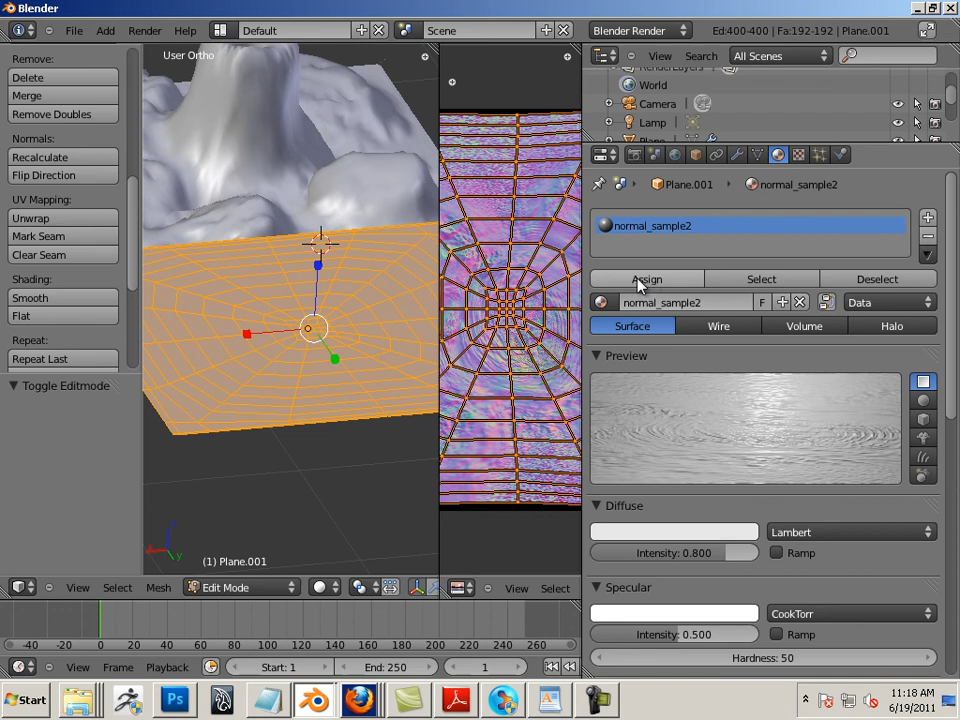 Blender
File Add Render Help Default Scene Blender Render Ed:400-400 | Fa:192-192 | Plane.001
Remove:
Delete
Merge
Remove Doubles
Normals:
Recalculate
Flip Direction
UV Mapping:
Unwrap
Mark Seam
Clear Seam
Shading:
Smooth
Flat
Repeat:
Repeat Last
Toggle Editmode
User Ortho
(1) Plane.001
View Select Mesh Edit Mode
View Select
View Search All Scenes
RenderLayers
World
Camera
Lamp
Plane
Plane.001 normal_sample2
normal_sample2
Assign Select Deselect
normal_sample2 F Data
Surface Wire Volume Halo
Preview
Diffuse
Lambert
Intensity: 0.800 Ramp
Specular
CookTorr
Intensity: 0.500 Ramp
Hardness: 50
-40 -20 0 20 40 60 80 100 120 140 160 180 200 220 240 260
View Frame Playback Start: 1 End: 250 1
Start Ps 11:18 AM
6/19/2011